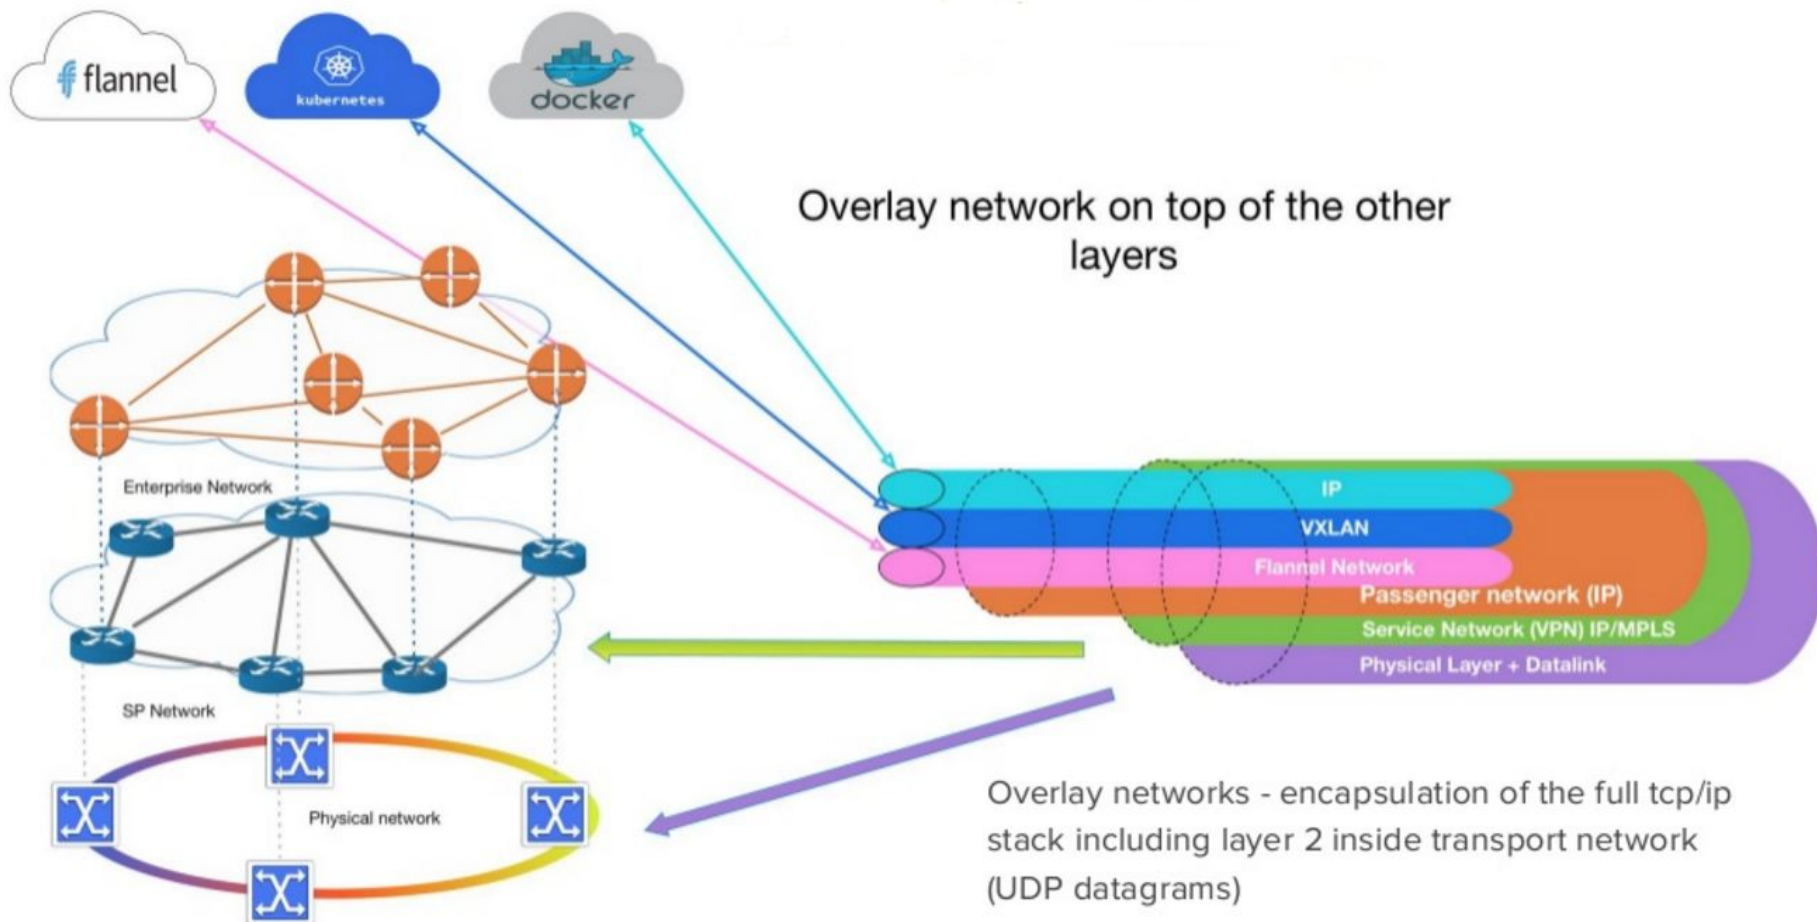 flannel
kubernetes
docker
Overlay network on top of the other
layers
Enterprise Network
IP
VXLAN
Flannel Network
Passenger network (IP)
Service Network (VPN) IP/MPLS
Physical Layer + Datalink
SP Network
Physical network
Overlay networks - encapsulation of the full tcp/ip
stack including layer 2 inside transport network
(UDP datagrams)